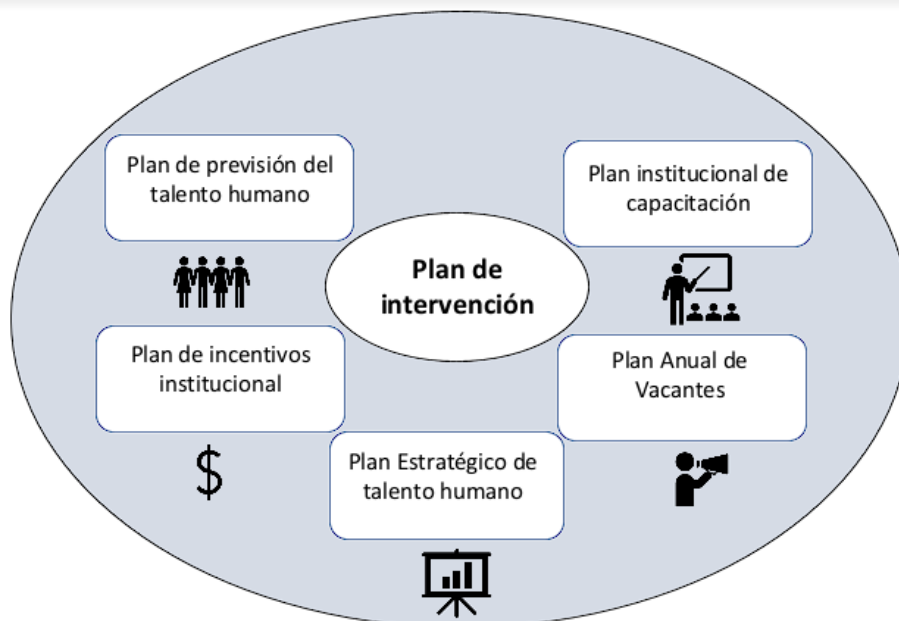 Plan de previsión del
talento humano
Plan institucional de
capacitación
Plan de
intervención
Plan de incentivos
institucional
Plan Anual de
Vacantes
Plan Estratégico de
talento humano
$